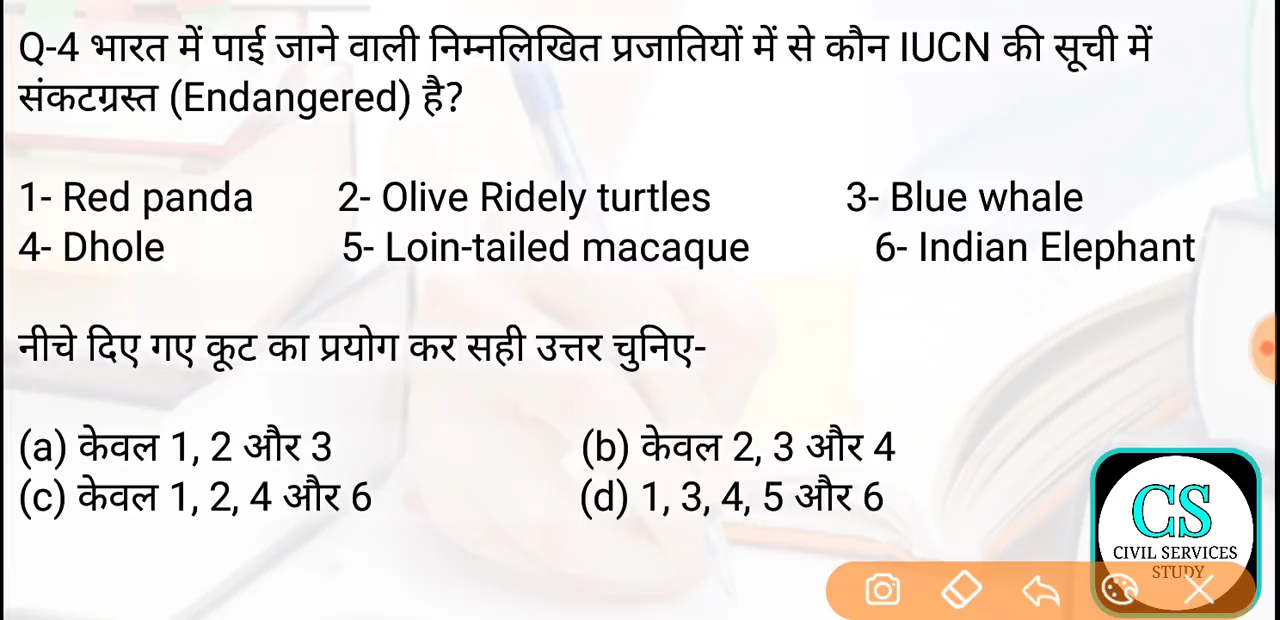 Q-4 भारत में पाई जाने वाली निम्नलिखित प्रजातियों में से कौन IUCN की सूची में
संकटग्रस्त (Endangered) है?
1- Red panda 2- Olive Ridely turtles 3- Blue whale
4- Dhole 5- Loin-tailed macaque 6- Indian Elephant
नीचे दिए गए कूट का प्रयोग कर सही उत्तर चुनिए-
(a) केवल 1, 2 और 3 (b) केवल 2, 3 और 4
(c) केवल 1, 2, 4 और 6 (d) 1, 3, 4, 5 और 6
CS
CIVIL SERVICES
STUDY